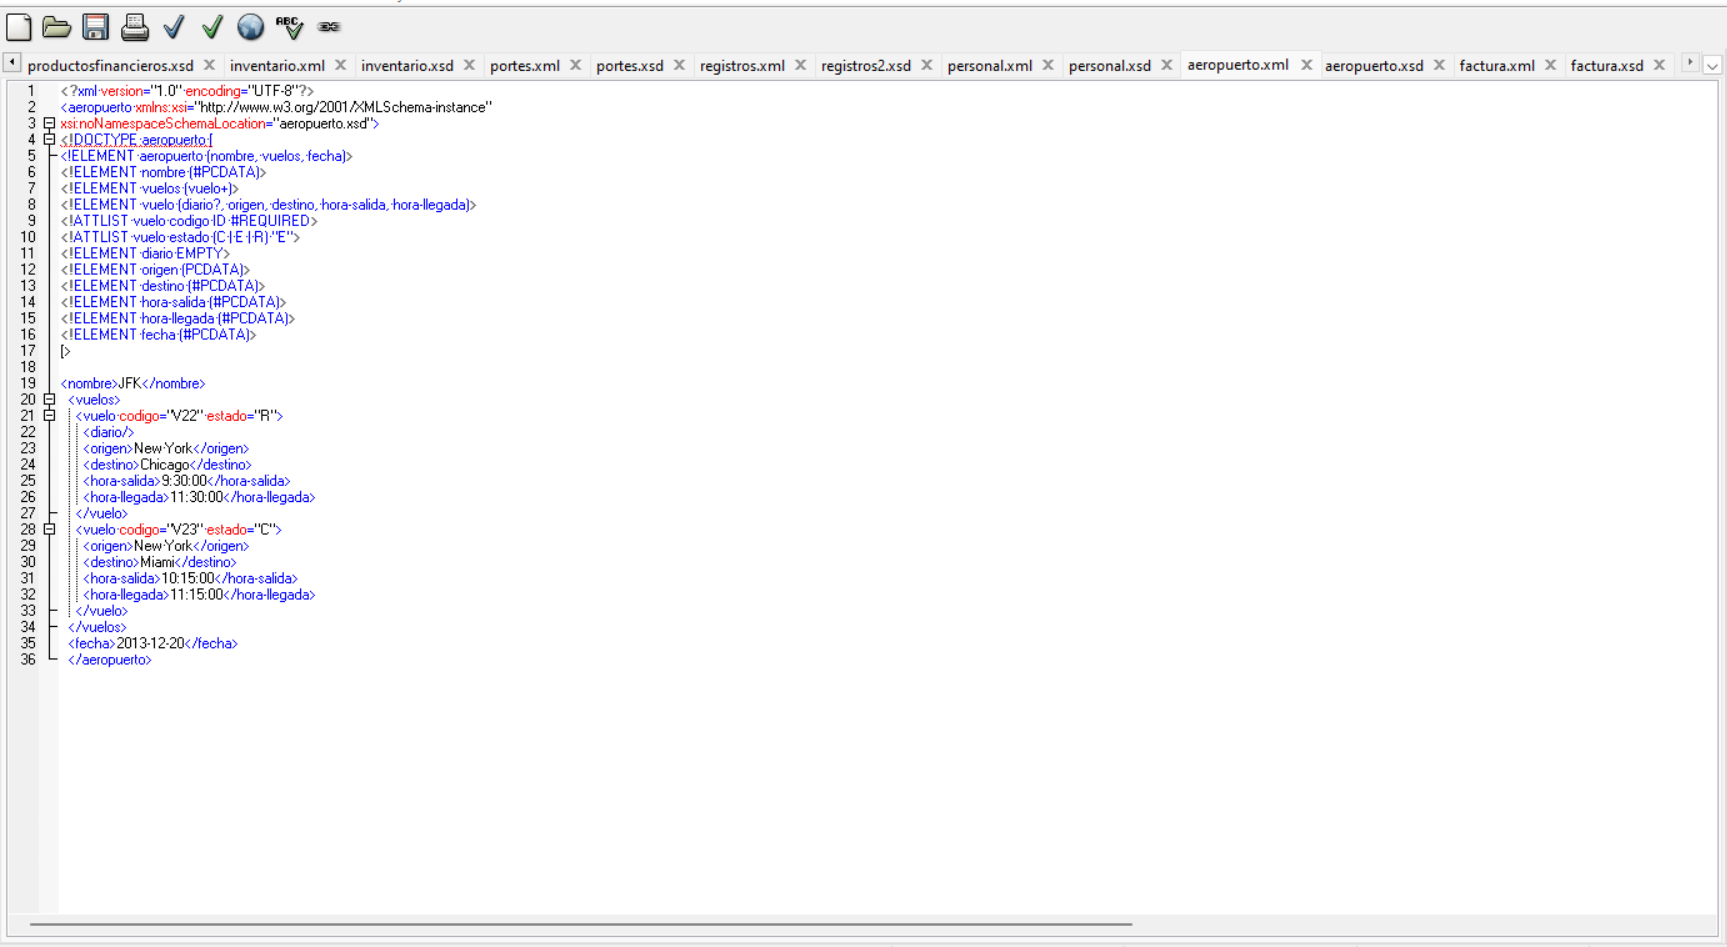 productosfinancieros.xsd X inventario.xml X inventario.xsd X portes.xml X portes.xsd X registros.xml X registros2.xsd X personal.xml X personal.xsd X aeropuerto.xml X aeropuerto.xsd X factura.xml X factura.xsd X
1 <?xml version="1.0" encoding="UTF-8"?>
2 <aeropuerto xmlns:xsi="http://www.w3.org/2001/XMLSchema-instance"
3 xsi:noNamespaceSchemaLocation="aeropuerto.xsd">
4 <!DOCTYPE aeropuerto [
5 <!ELEMENT aeropuerto (nombre, vuelos, fecha)>
6 <!ELEMENT nombre (#PCDATA)>
7 <!ELEMENT vuelos (vuelo+)>
8 <!ELEMENT vuelo (diario?, origen, destino, hora-salida, hora-llegada)>
9 <!ATTLIST vuelo codigo ID #REQUIRED>
10 <!ATTLIST vuelo estado (C | E | R) "E">
11 <!ELEMENT diario EMPTY>
12 <!ELEMENT origen (PCDATA)>
13 <!ELEMENT destino (#PCDATA)>
14 <!ELEMENT hora-salida (#PCDATA)>
15 <!ELEMENT hora-llegada (#PCDATA)>
16 <!ELEMENT fecha (#PCDATA)>
17 [>
18
19 <nombre>JFK</nombre>
20 <vuelos>
21 <vuelo codigo="V22" estado="R">
22 <diario/>
23 <origen>New York</origen>
24 <destino>Chicago</destino>
25 <hora-salida>9:30:00</hora-salida>
26 <hora-llegada>11:30:00</hora-llegada>
27 </vuelo>
28 <vuelo codigo="V23" estado="C">
29 <origen>New York</origen>
30 <destino>Miami</destino>
31 <hora-salida>10:15:00</hora-salida>
32 <hora-llegada>11:15:00</hora-llegada>
33 </vuelo>
34 </vuelos>
35 <fecha>2013-12-20</fecha>
36 </aeropuerto>